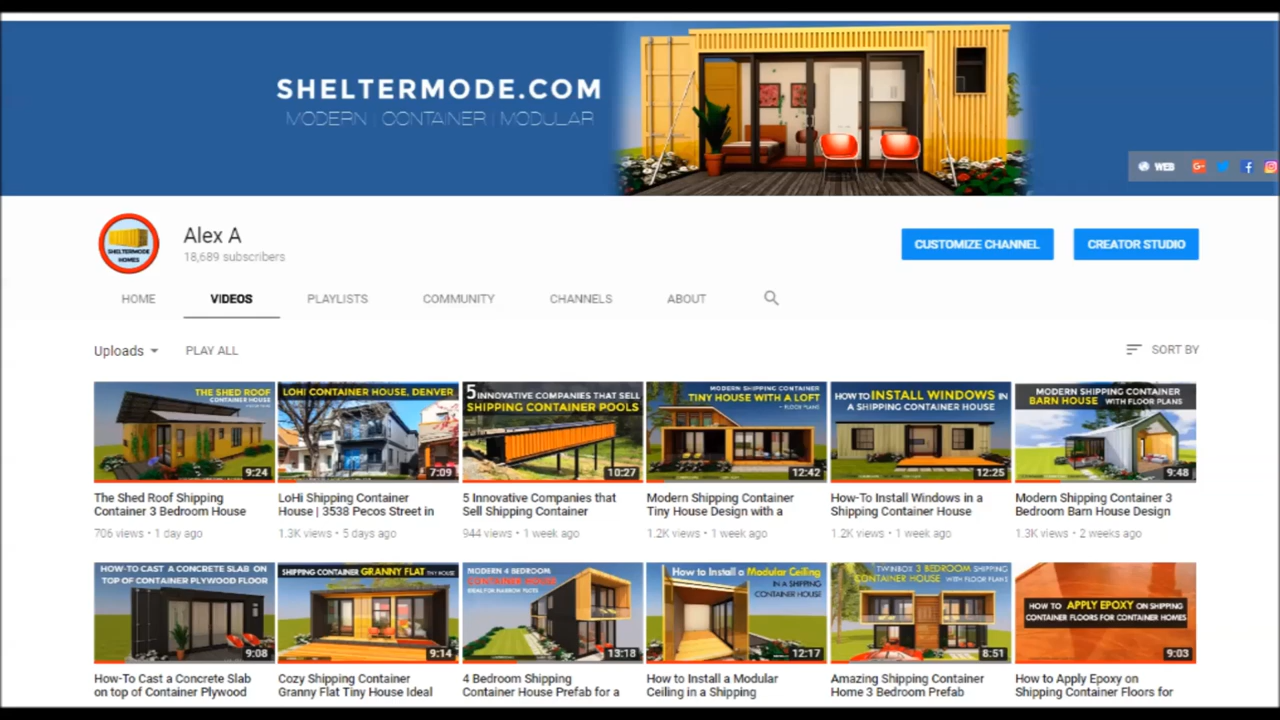 SHELTERMODE.COM
MODERN | CONTAINER | MODULAR
WEB
SHELTERMODE
HOMES
Alex A
18,689 subscribers
CUSTOMIZE CHANNEL
CREATOR STUDIO
HOME VIDEOS PLAYLISTS COMMUNITY CHANNELS ABOUT
Uploads PLAY ALL SORT BY
THE SHED ROOF
CONTAINER HOUSE
9:24
LOHI CONTAINER HOUSE, DENVER
7:09
5 INNOVATIVE COMPANIES THAT SELL
SHIPPING CONTAINER POOLS
10:27
MODERN SHIPPING CONTAINER
TINY HOUSE WITH A LOFT
+ FLOOR PLANS
12:42
HOW TO INSTALL WINDOWS IN
A SHIPPING CONTAINER HOUSE
12:25
MODERN SHIPPING CONTAINER
BARN HOUSE WITH FLOOR PLANS
9:48
The Shed Roof Shipping
Container 3 Bedroom House
706 views • 1 day ago
LoHi Shipping Container
House | 3538 Pecos Street in
1.3K views • 5 days ago
5 Innovative Companies that
Sell Shipping Container
944 views • 1 week ago
Modern Shipping Container
Tiny House Design with a
1.2K views • 1 week ago
How-To Install Windows in a
Shipping Container House
1.2K views • 1 week ago
Modern Shipping Container 3
Bedroom Barn House Design
1.3K views • 2 weeks ago
HOW-TO CAST A CONCRETE SLAB ON
TOP OF CONTAINER PLYWOOD FLOOR
9:08
SHIPPING CONTAINER GRANNY FLAT TINY HOUSE
9:14
MODERN 4 BEDROOM
CONTAINER HOUSE
IDEAL FOR NARROW PLOTS
13:18
How to Install a Modular Ceiling
IN A SHIPPING
CONTAINER HOUSE
12:17
TWINBOX 3 BEDROOM SHIPPING
CONTAINER HOUSE WITH FLOOR PLANS
8:51
HOW TO APPLY EPOXY ON SHIPPING
CONTAINER FLOORS FOR CONTAINER HOMES
9:03
How-To Cast a Concrete Slab
on top of Container Plywood
Cozy Shipping Container
Granny Flat Tiny House Ideal
4 Bedroom Shipping
Container House Prefab for a
How to Install a Modular
Ceiling in a Shipping
Amazing Shipping Container
Home 3 Bedroom Prefab
How to Apply Epoxy on
Shipping Container Floors for